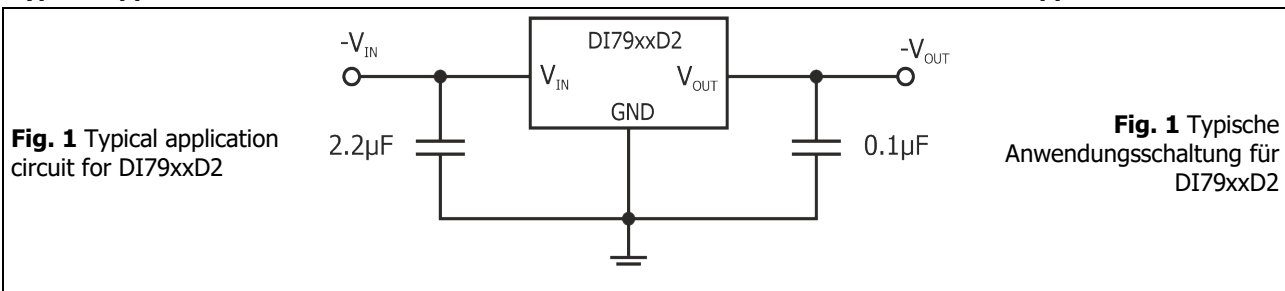 Fig. 1 Typical application
circuit for DI79xxD2
-VIN
DI79xxD2
-VOUT
VIN
VOUT
GND
2.2µF
0.1µF
Fig. 1 Typische
Anwendungsschaltung für
DI79xxD2